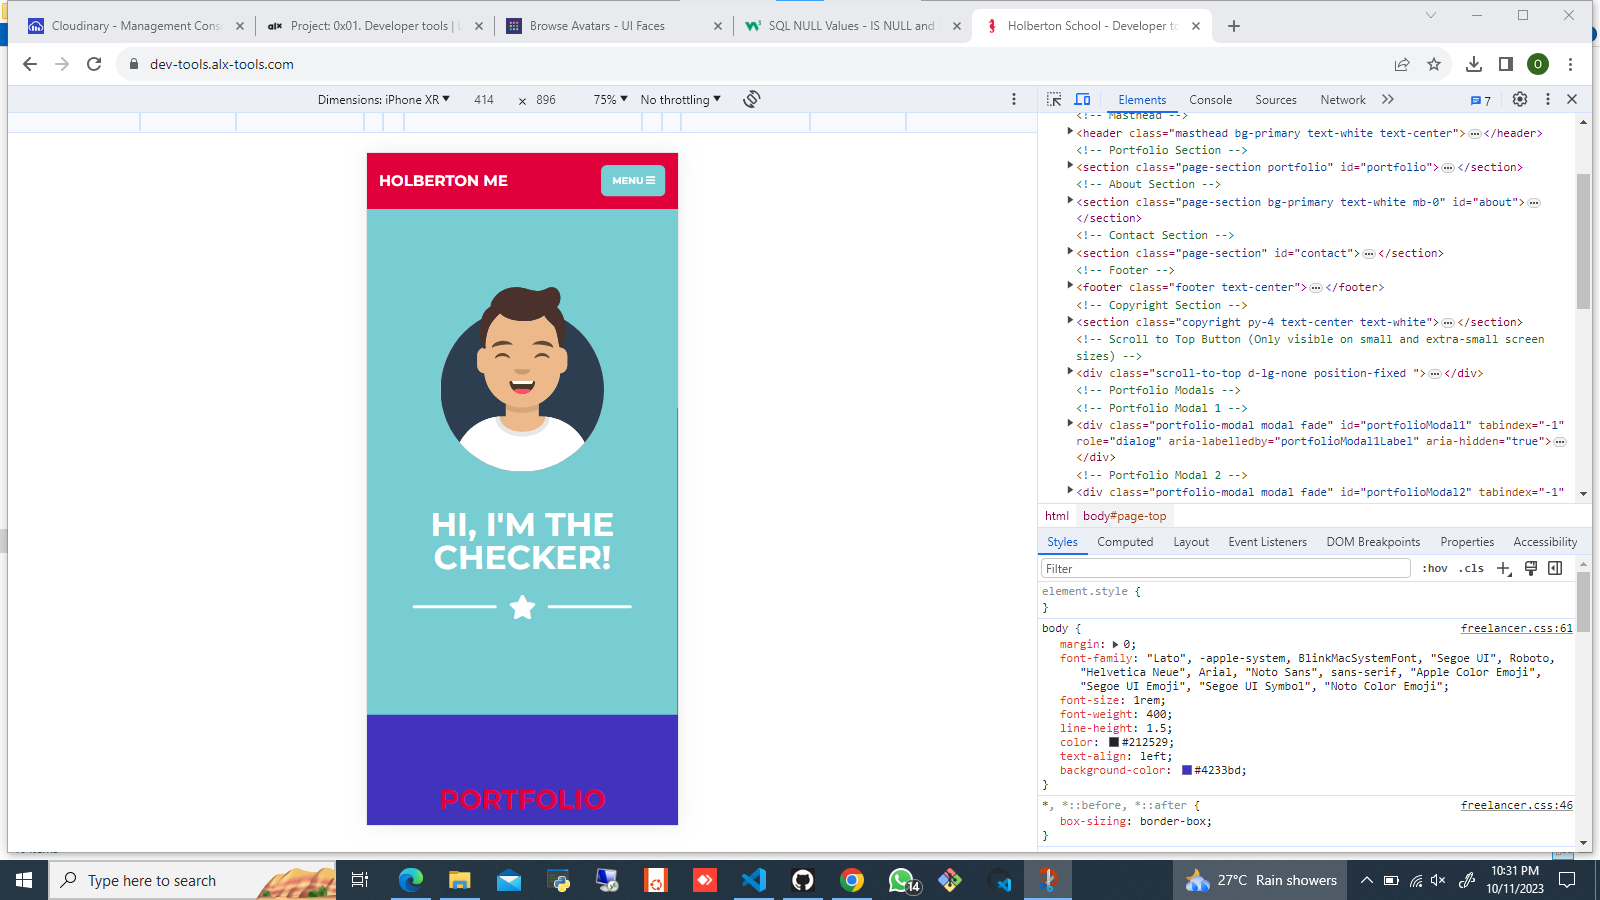 Cloudinary - Management Cons
alx Project: 0x01. Developer tools |
Browse Avatars - UI Faces
SQL NULL Values - IS NULL and
Holberton School - Developer to
dev-tools.alx-tools.com
O
Dimensions: iPhone XR 414 × 896 75% No throttling
HOLBERTON ME
MENU
HI, I'M THE
CHECKER!
PORTFOLIO
Elements Console Sources Network 7
<!-- Masthead -->
<header class="masthead bg-primary text-white text-center">…</header>
<!-- Portfolio Section -->
<section class="page-section portfolio" id="portfolio">…</section>
<!-- About Section -->
<section class="page-section bg-primary text-white mb-0" id="about">…
</section>
<!-- Contact Section -->
<section class="page-section" id="contact">…</section>
<!-- Footer -->
<footer class="footer text-center">…</footer>
<!-- Copyright Section -->
<section class="copyright py-4 text-center text-white">…</section>
<!-- Scroll to Top Button (Only visible on small and extra-small screen
sizes) -->
<div class="scroll-to-top d-lg-none position-fixed ">…</div>
<!-- Portfolio Modals -->
<!-- Portfolio Modal 1 -->
<div class="portfolio-modal modal fade" id="portfolioModal1" tabindex="-1"
role="dialog" aria-labelledby="portfolioModal1Label" aria-hidden="true">…
</div>
<!-- Portfolio Modal 2 -->
<div class="portfolio-modal modal fade" id="portfolioModal2" tabindex="-1"
html body#page-top
Styles Computed Layout Event Listeners DOM Breakpoints Properties Accessibility
Filter :hov .cls
element.style {
}
body { freelancer.css:61
margin: 0;
font-family: "Lato", -apple-system, BlinkMacSystemFont, "Segoe UI", Roboto,
"Helvetica Neue", Arial, "Noto Sans", sans-serif, "Apple Color Emoji",
"Segoe UI Emoji", "Segoe UI Symbol", "Noto Color Emoji";
font-size: 1rem;
font-weight: 400;
line-height: 1.5;
color: #212529;
text-align: left;
background-color: #4233bd;
}
*, *::before, *::after { freelancer.css:46
box-sizing: border-box;
}
Type here to search
14
27°C Rain showers
10:31 PM
10/11/2023